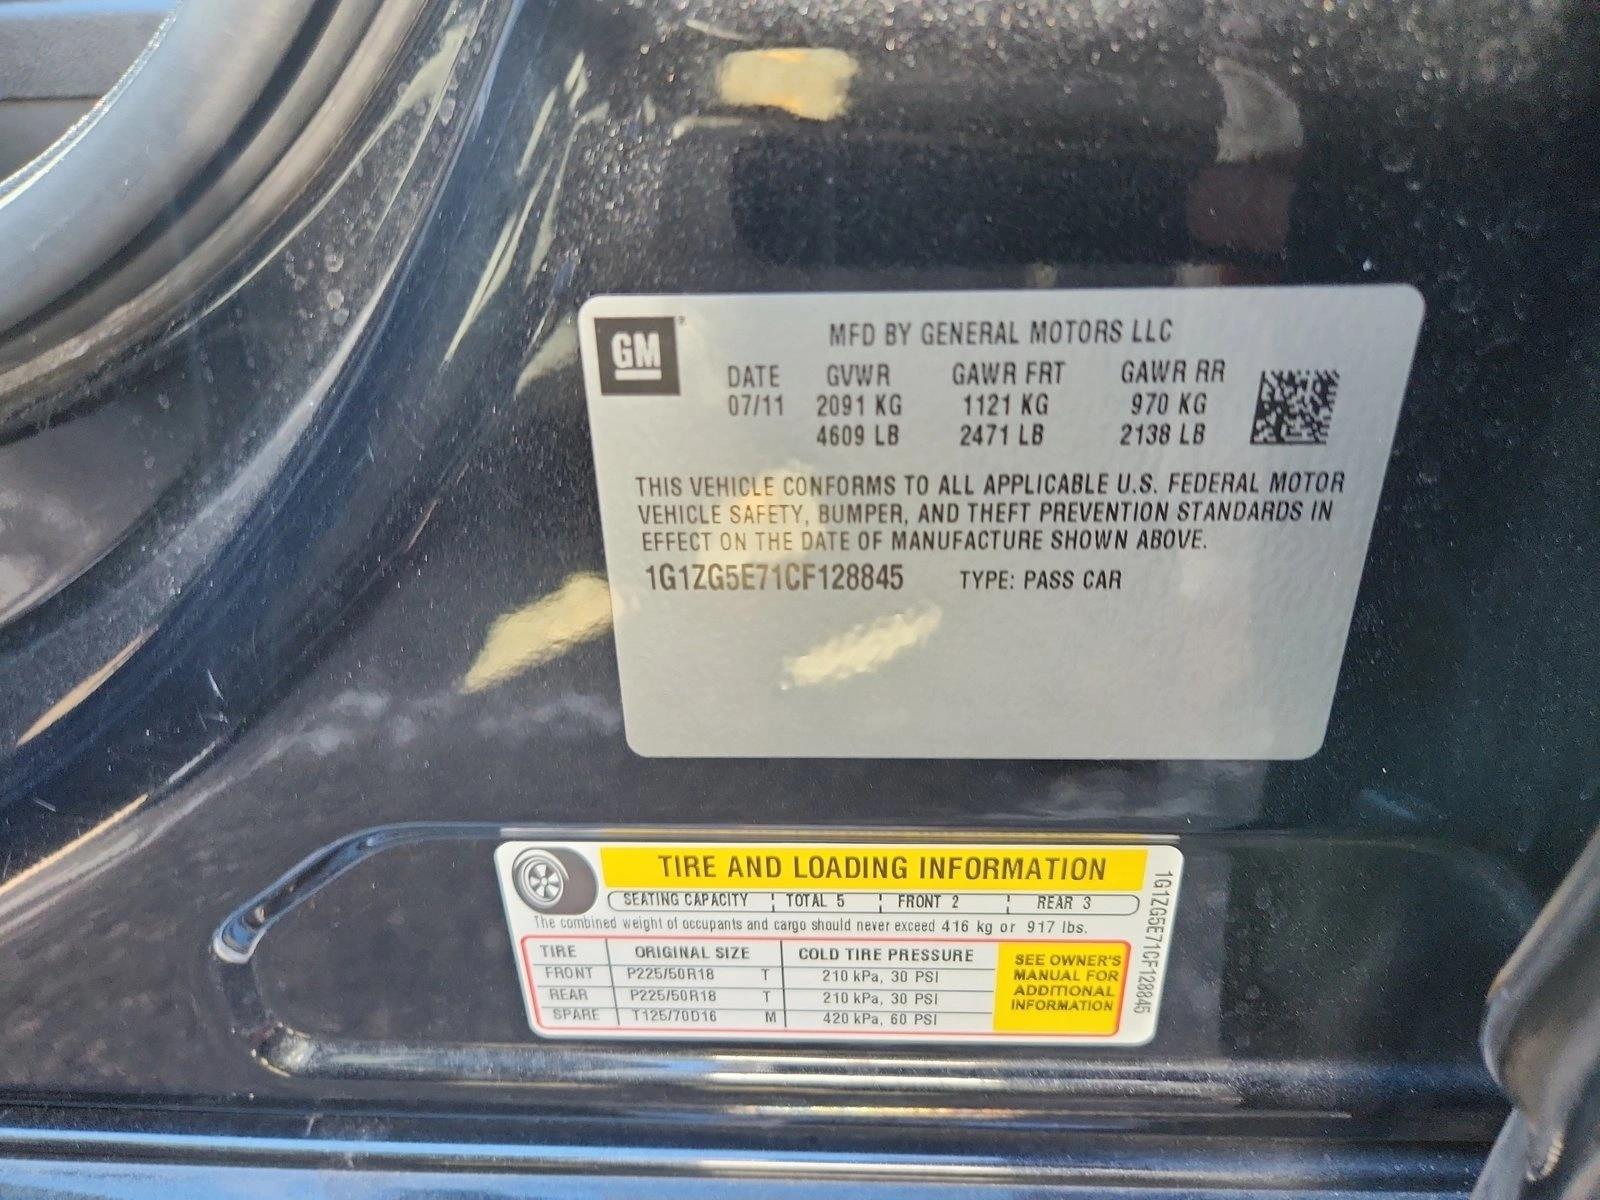 GM
MFD BY GENERAL MOTORS LLC
DATE GVWR GAWR FRT GAWR RR
07/11 2091 KG 1121 KG 970 KG
4609 LB 2471 LB 2138 LB
THIS VEHICLE CONFORMS TO ALL APPLICABLE U.S. FEDERAL MOTOR
VEHICLE SAFETY, BUMPER, AND THEFT PREVENTION STANDARDS IN
EFFECT ON THE DATE OF MANUFACTURE SHOWN ABOVE.
1G1ZG5E71CF128845 TYPE: PASS CAR
TIRE AND LOADING INFORMATION
SEATING CAPACITY TOTAL 5 FRONT 2 REAR 3
The combined weight of occupants and cargo should never exceed 416 kg or 917 lbs.
TIRE ORIGINAL SIZE COLD TIRE PRESSURE
FRONT P225/50R18 T 210 kPa, 30 PSI
REAR P225/50R18 T 210 kPa, 30 PSI
SPARE T125/70D16 M 420 kPa, 60 PSI
SEE OWNER'S
MANUAL FOR
ADDITIONAL
INFORMATION
1G1ZG5E71CF128845